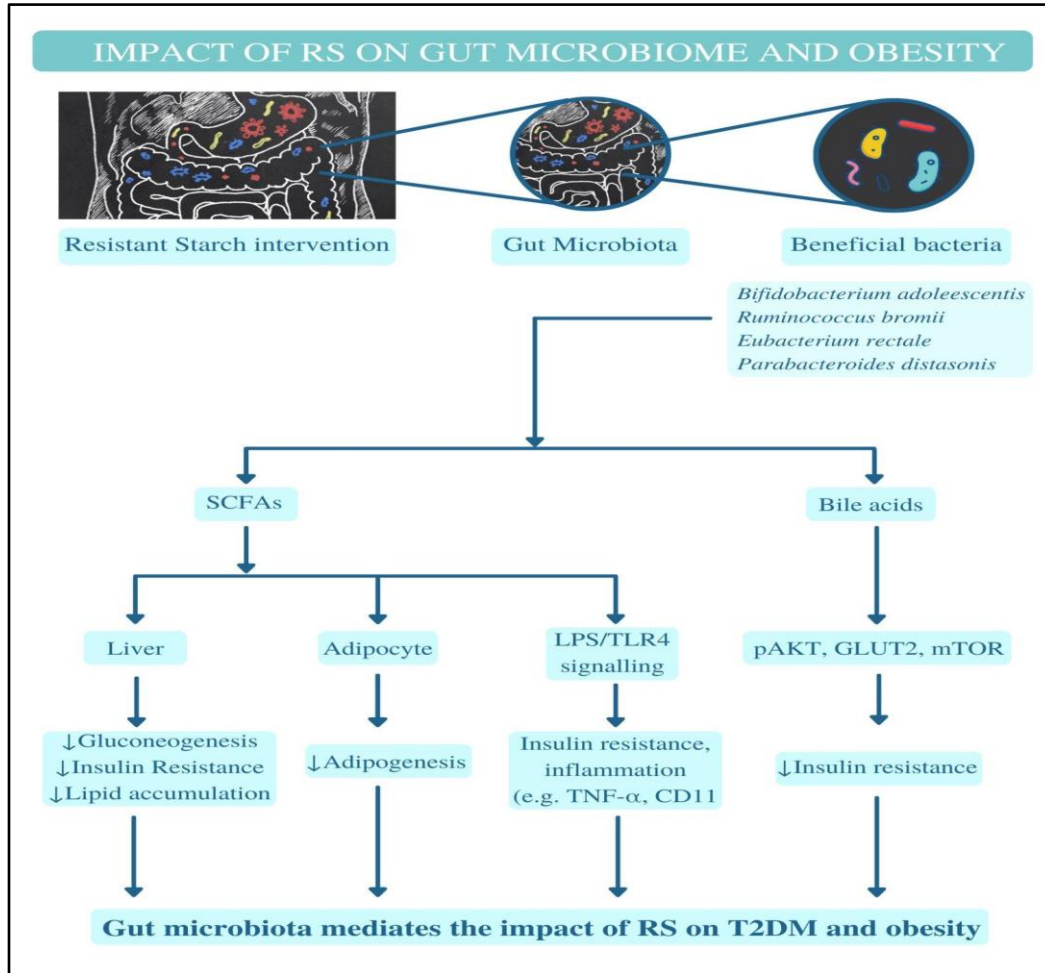 IMPACT OF RS ON GUT MICROBIOME AND OBESITY
Resistant Starch intervention
Gut Microbiota
Beneficial bacteria
Bifidobacterium adoleescentis
Ruminococcus bromii
Eubacterium rectale
Parabacteroides distasonis
SCFAs
Bile acids
Liver
Adipocyte
LPS/TLR4
signalling
pAKT, GLUT2, mTOR
↓Gluconeogenesis
↓Insulin Resistance
↓Lipid accumulation
↓Adipogenesis
Insulin resistance,
inflammation
(e.g. TNF-α, CD11
↓Insulin resistance
Gut microbiota mediates the impact of RS on T2DM and obesity